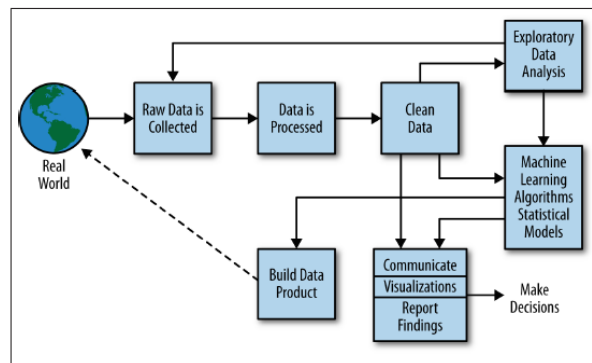 Exploratory
Data
Analysis
Raw Data is
Collected
Data is
Processed
Clean
Data
Real
World
Machine
Learning
Algorithms
Statistical
Models
Build Data
Product
Communicate
Visualizations
Report
Findings
Make
Decisions